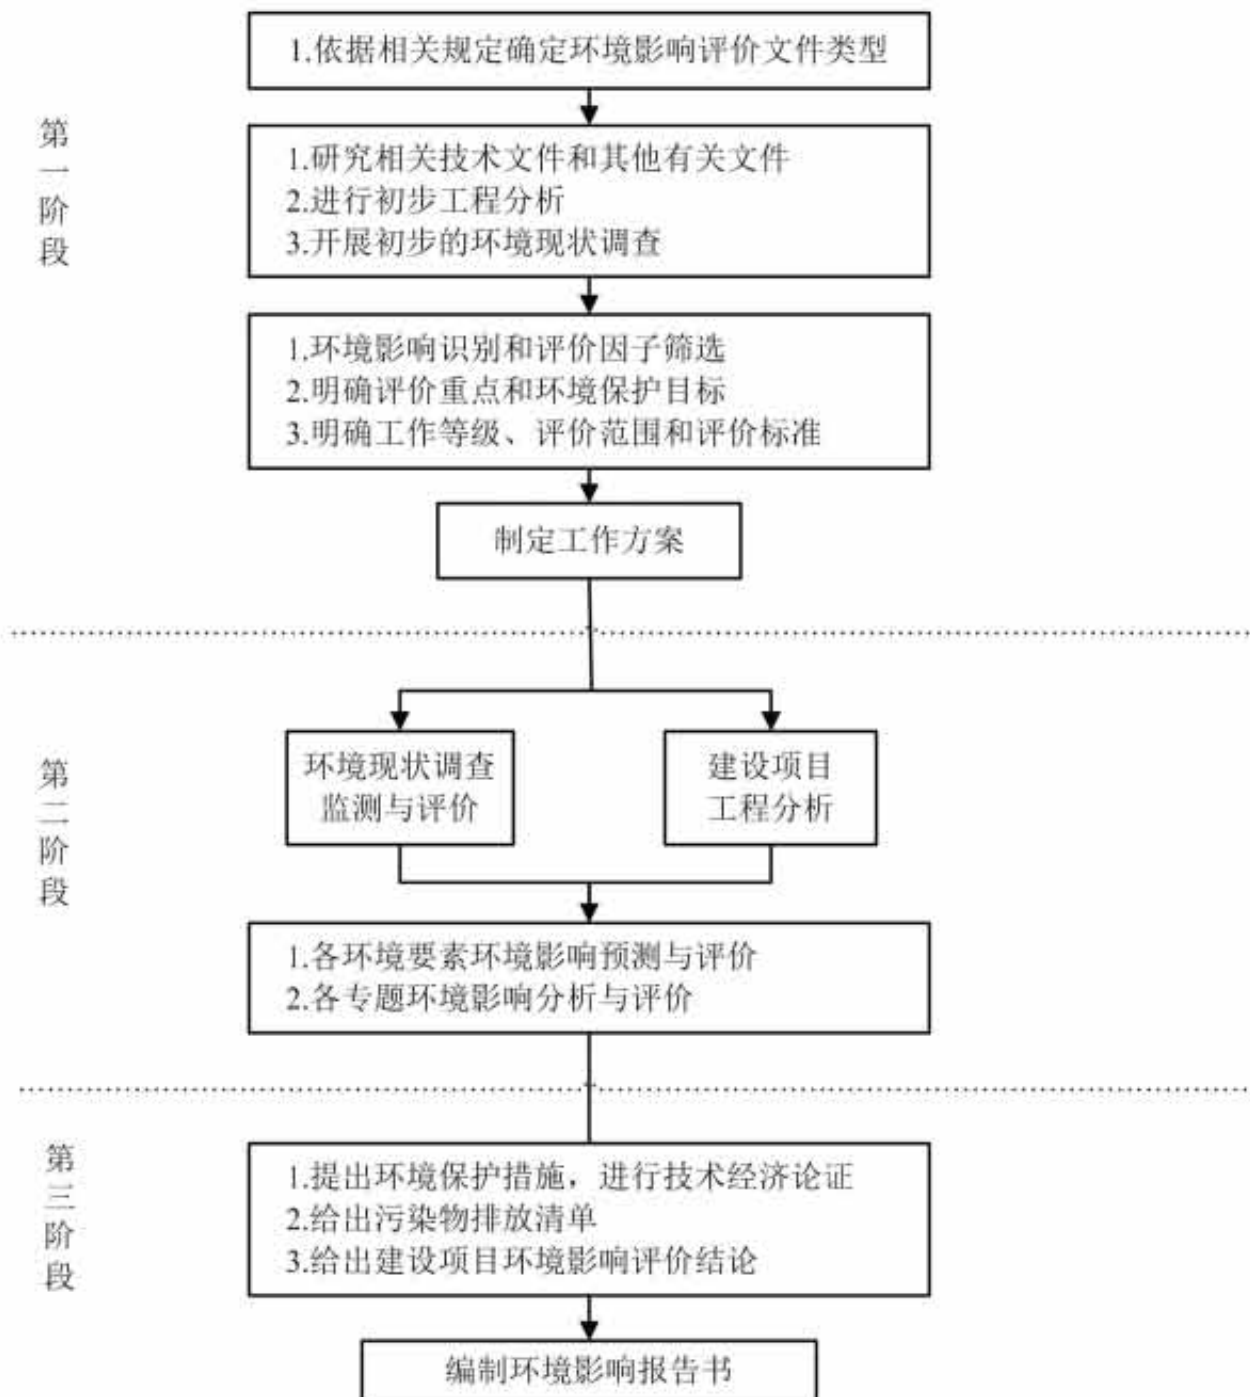 第一阶段
1.依据相关规定确定环境影响评价文件类型
1.研究相关技术文件和其他有关文件
2.进行初步工程分析
3.开展初步的环境现状调查
1.环境影响识别和评价因子筛选
2.明确评价重点和环境保护目标
3.明确工作等级、评价范围和评价标准
制定工作方案
第二阶段
环境现状调查
监测与评价
建设项目
工程分析
1.各环境要素环境影响预测与评价
2.各专题环境影响分析与评价
第三阶段
1.提出环境保护措施，进行技术经济论证
2.给出污染物排放清单
3.给出建设项目环境影响评价结论
编制环境影响报告书